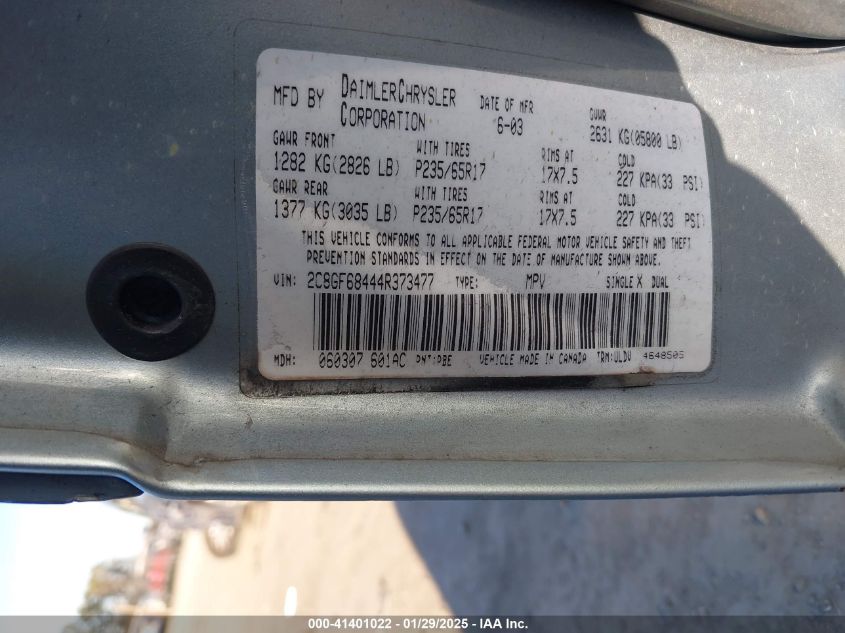 MFD BY DAIMLERCHRYSLER CORPORATION DATE OF MFR 6-03 GVWR 2631 KG(05800 LB)
GAWR FRONT WITH TIRES RIMS AT COLD
1282 KG(2826 LB) P235/65R17 17X7.5 227 KPA(33 PSI)
GAWR REAR WITH TIRES RIMS AT COLD
1377 KG(3035 LB) P235/65R17 17X7.5 227 KPA(33 PSI)
THIS VEHICLE CONFORMS TO ALL APPLICABLE FEDERAL MOTOR VEHICLE SAFETY AND THEFT
PREVENTION STANDARDS IN EFFECT ON THE DATE OF MANUFACTURE SHOWN ABOVE.
VIN: 2C8GF68444R373477 TYPE: MPV SINGLE X DUAL
MDH: 060307 601AC PNT:PBE VEHICLE MADE IN CANADA TRM:ULDV 4648505
000-41401022 - 01/29/2025 - IAA Inc.